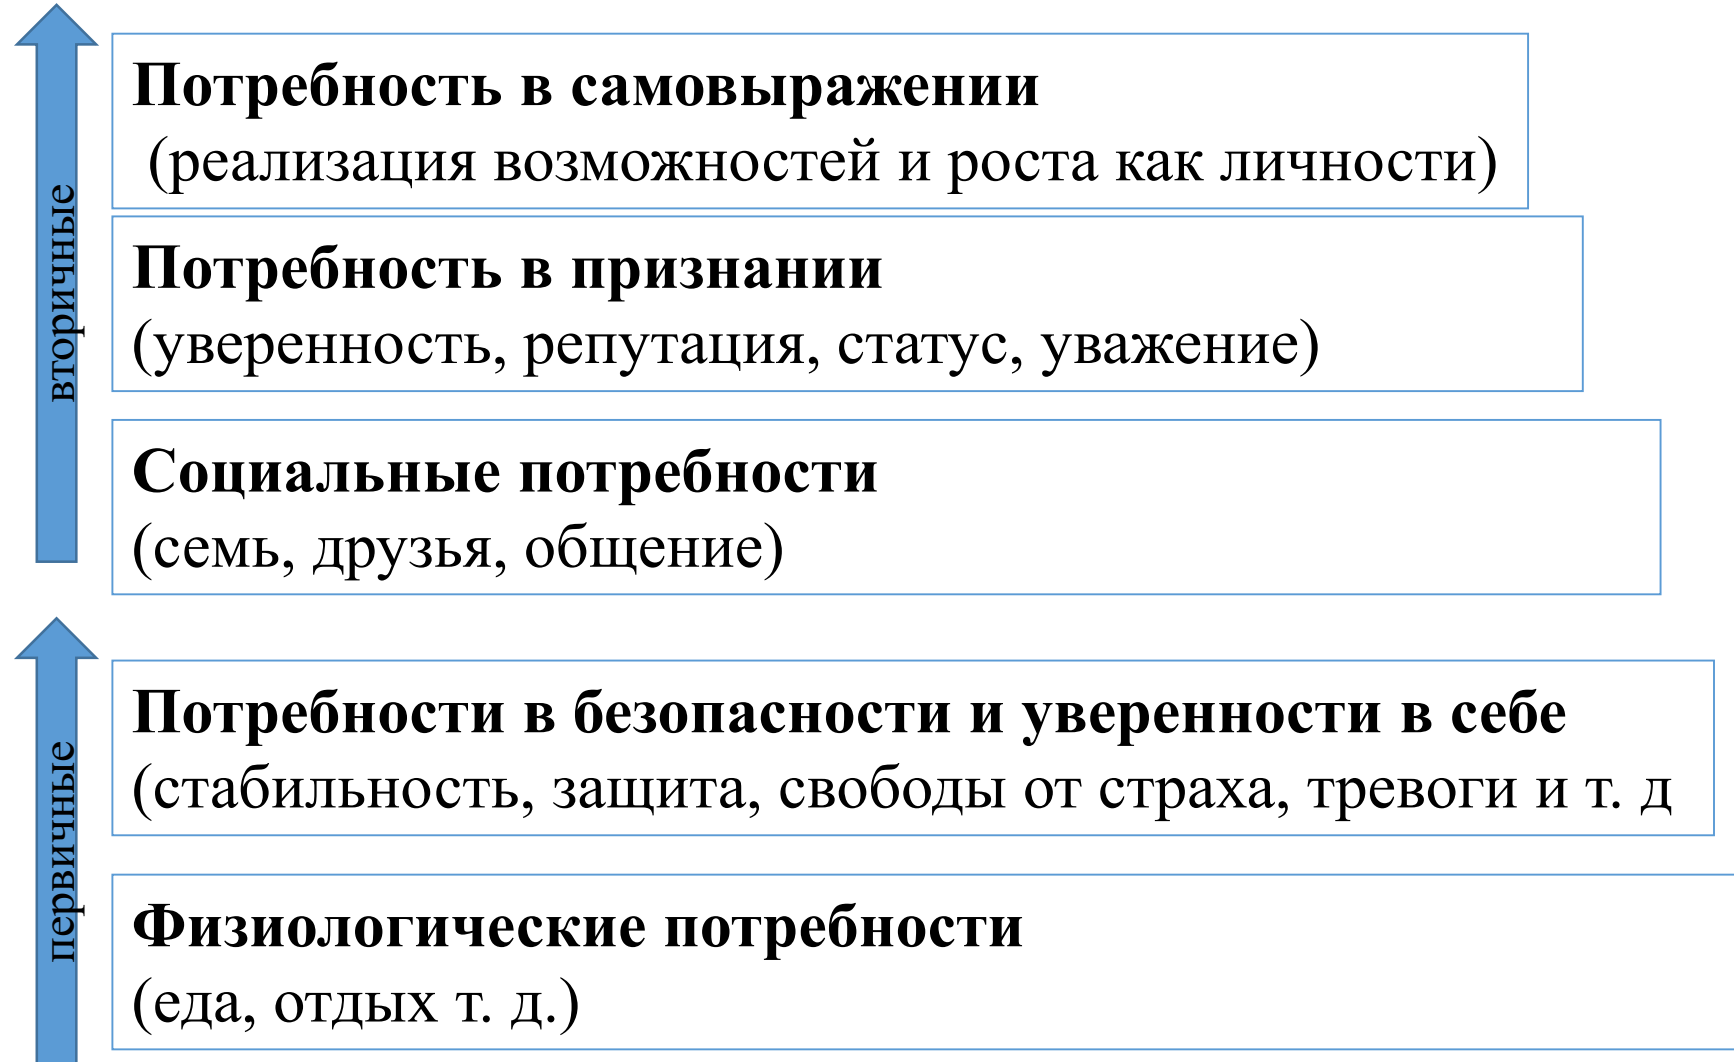 вторичные
Потребность в самовыражении
(реализация возможностей и роста как личности)
Потребность в признании
(уверенность, репутация, статус, уважение)
Социальные потребности
(семь, друзья, общение)
первичные
Потребности в безопасности и уверенности в себе
(стабильность, защита, свободы от страха, тревоги и т. д
Физиологические потребности
(еда, отдых т. д.)